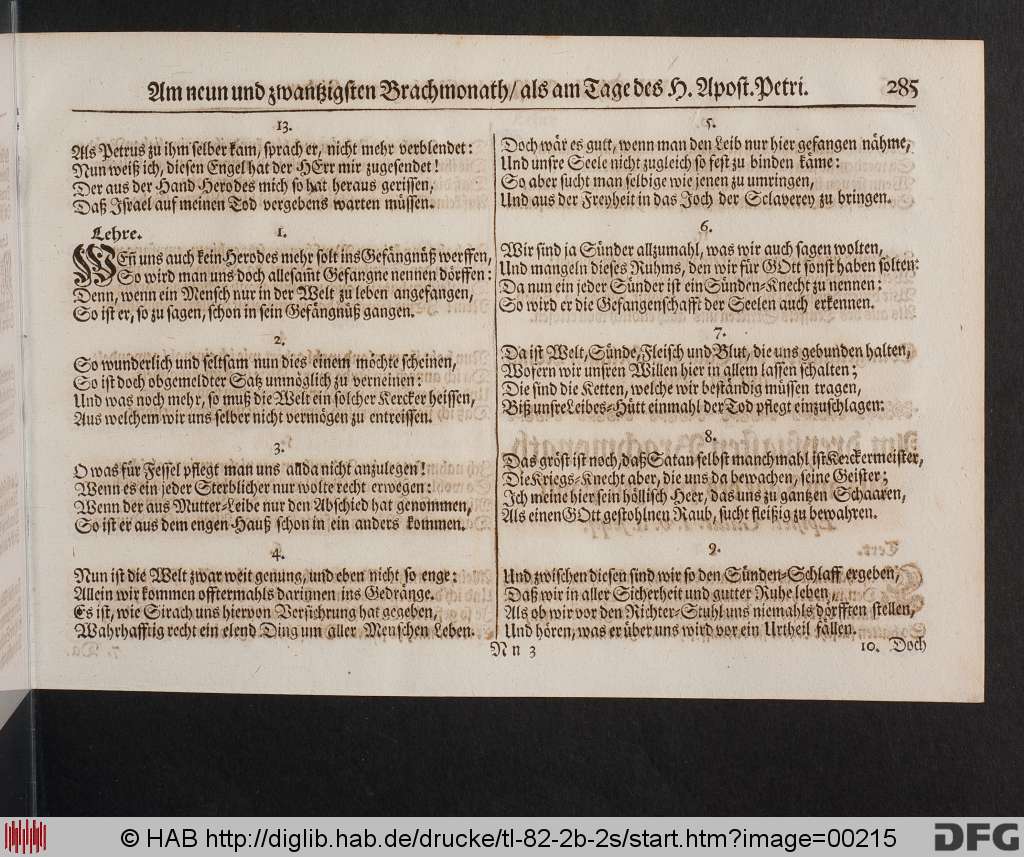 Am neun und zwantzigsten Brachmonath/ als am Tage des H. Apost. Petri. 285
13.
Als Petrus zu ihm selber kam, sprach er, nicht mehr verblendet:
Nun weiß ich, diesen Engel hat der HErr mir zugesendet!
Der aus der Hand Herodes mich so hat heraus gerissen,
Daß Israel auf meinen Tod vergebens warten müssen.
Lehre. 1.
WEn̄ uns auch kein Herodes mehr solt ins Gefängnüß werffen,
So wird man uns doch allesam̄t Gefangne nennen dörffen:
Denn, wenn ein Mensch nur in der Welt zu leben angefangen,
So ist er, so zu sagen, schon in sein Gefängnüß gangen.
2.
So wunderlich und seltsam nun dies einem möchte scheinen,
So ist doch obgemeldter Satz unmöglich zu verneinen:
Und was noch mehr, so muß die Welt ein solcher Kercker heissen,
Aus welchem wir uns selber nicht vermögen zu entreissen.
3.
O was für Fessel pflegt man uns allda nicht anzulegen!
Wenn es ein jeder Sterblicher nur wolte recht erwegen:
Wenn der aus Mutter-Leibe nur den Abschied hat genommen,
So ist er aus dem engen Hauß schon in ein anders kommen.
4.
Nun ist die Welt zwar weit genung, und eben nicht so enge:
Allein wir kommen offtermahls darinnen ins Gedränge.
Es ist, wie Sirach uns hiervon Versichrung hat gegeben,
Wahrhafftig recht ein elend Ding um aller Menschen Leben.
5.
Doch wär es gutt, wenn man den Leib nur hier gefangen nähme,
Und unsre Seele nicht zugleich so fest zu binden käme:
So aber sucht man selbige wie jenen zu umringen,
Und aus der Freyheit in das Joch der Sclaverey zu bringen.
6.
Wir sind ja Sünder allzumahl, was wir auch sagen wolten,
Und mangeln dieses Ruhms, den wir für GOtt sonst haben solten:
Da nun ein jeder Sünder ist ein Sünden-Knecht zu nennen:
So wird er die Gefangenschafft der Seelen auch erkennen.
7.
Da ist Welt, Sünde, Fleisch und Blut, die uns gebunden halten,
Wofern wir unsren Willen hier in allem lassen schalten;
Die sind die Ketten, welche wir beständig müssen tragen,
Biß unsre Leibes-Hütt einmahl der Tod pflegt einzuschlagen.
8.
Das gröst ist noch, daß Satan selbst manchmahl ist Kerckermeister,
Die Kriegs-Knecht aber, die uns da bewachen, seine Geister;
Ich meine hier sein höllisch Heer, das uns zu gantzen Schaaren,
Als einen GOtt gestohlnen Raub, sucht fleißig zu bewahren.
9.
Und zwischen diesen sind wir so den Sünden-Schlaff ergeben,
Daß wir in aller Sicherheit und gutter Ruhe leben,
Als ob wir vor den Richter-Stuhl uns niemahls dörfften stellen,
Und hören, was er über uns wird vor ein Urtheil fällen.
N n 3 10. Doch
© HAB http://diglib.hab.de/drucke/tl-82-2b-2s/start.htm?image=00215
DFG